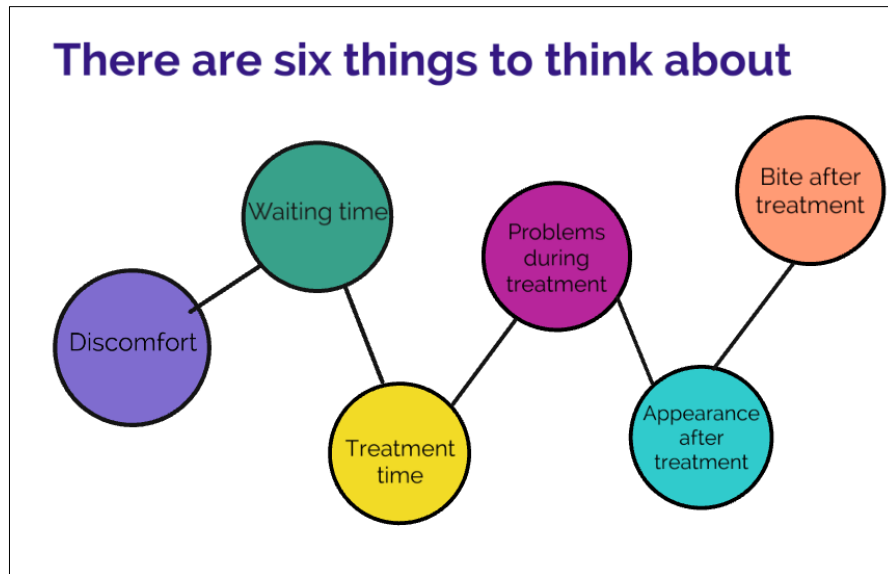 There are six things to think about
Discomfort
Waiting time
Treatment
time
Problems
during
treatment
Appearance
after
treatment
Bite after
treatment